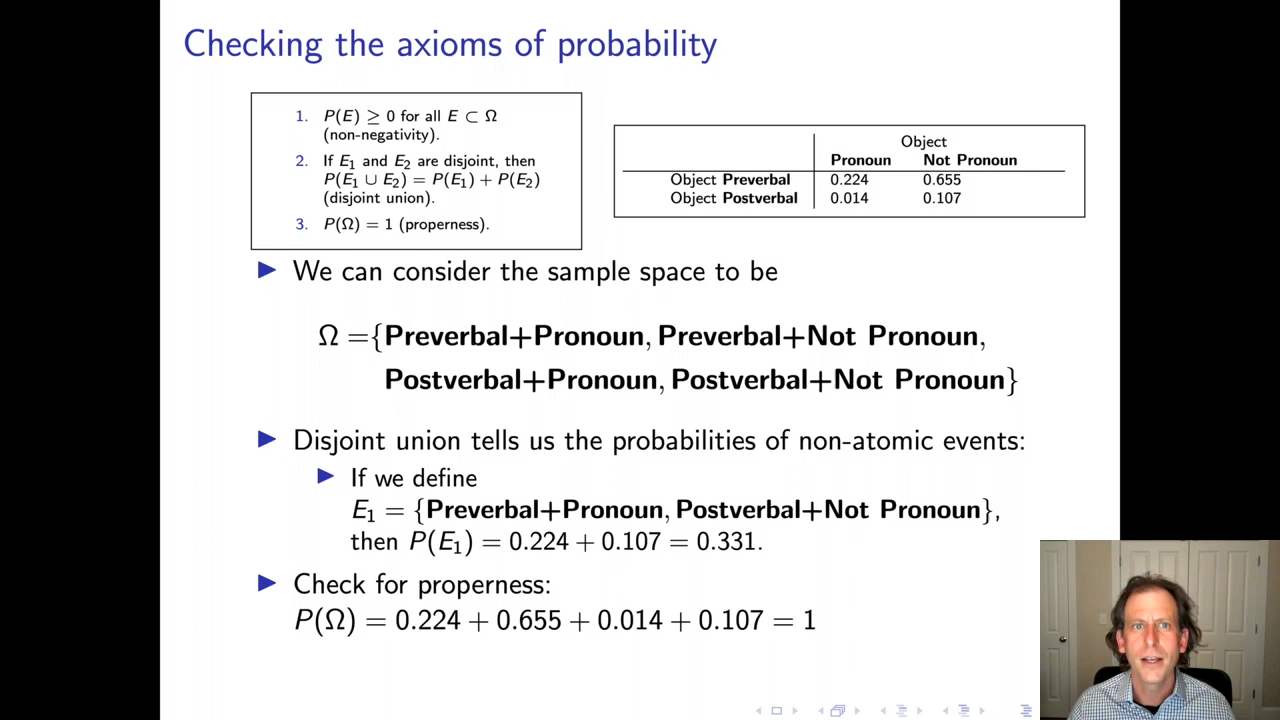 Checking the axioms of probability
1. P(E) ≥ 0 for all E ⊂ Ω
(non-negativity).
2. If E₁ and E₂ are disjoint, then
P(E₁ ∪ E₂) = P(E₁) + P(E₂)
(disjoint union).
3. P(Ω) = 1 (properness).
Object
Pronoun Not Pronoun
Object Preverbal 0.224 0.655
Object Postverbal 0.014 0.107
We can consider the sample space to be
Ω ={Preverbal+Pronoun, Preverbal+Not Pronoun,
Postverbal+Pronoun, Postverbal+Not Pronoun}
Disjoint union tells us the probabilities of non-atomic events:
If we define
E₁ = {Preverbal+Pronoun, Postverbal+Not Pronoun},
then P(E₁) = 0.224 + 0.107 = 0.331.
Check for properness:
P(Ω) = 0.224 + 0.655 + 0.014 + 0.107 = 1